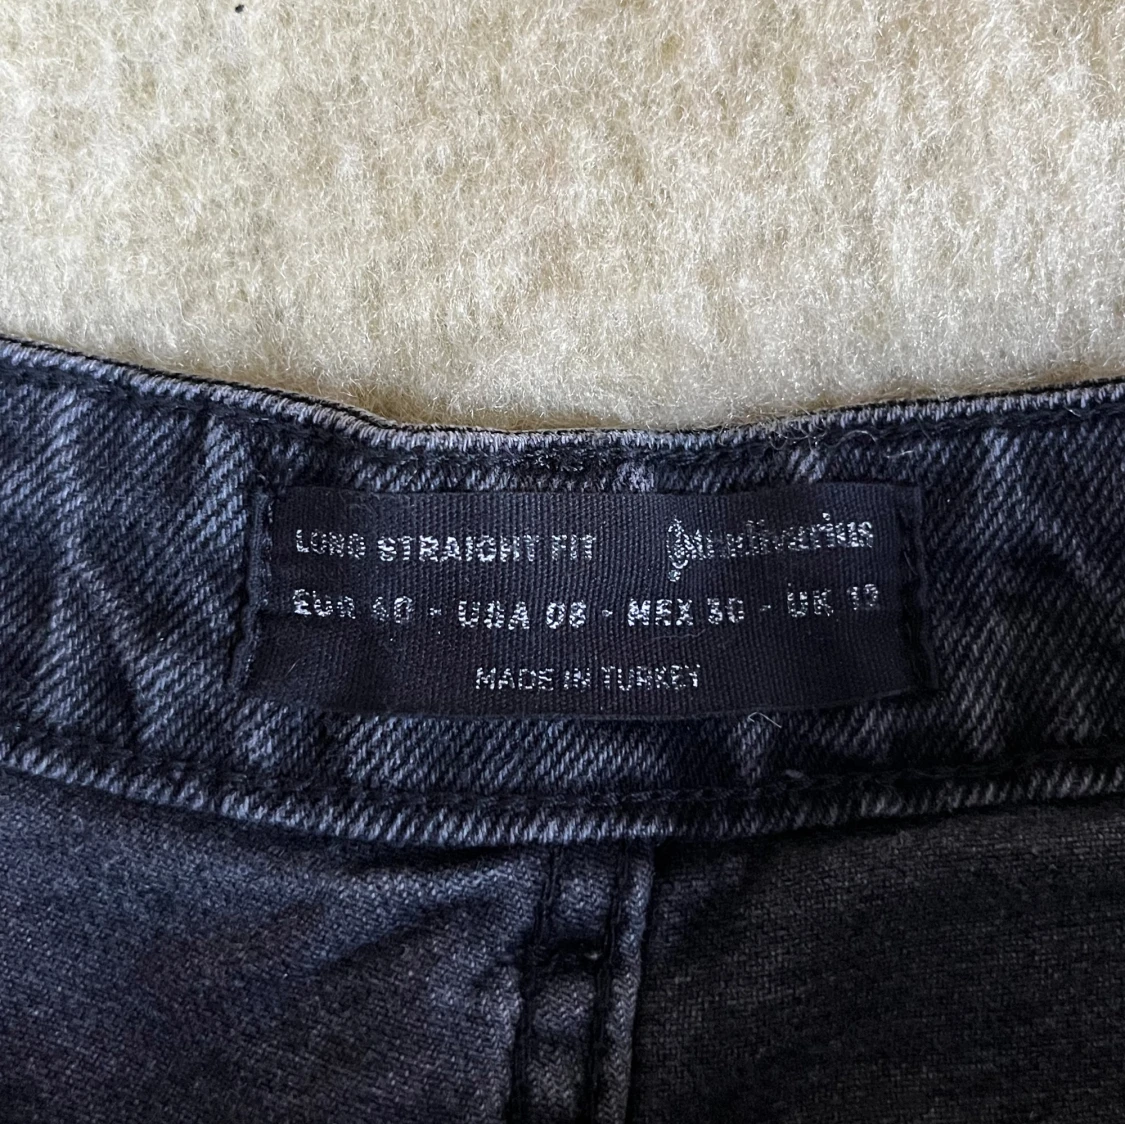 LONG STRAIGHT FIT Stradivarius
EUR 40 - USA 08 - MEX 30 - UK 12
MADE IN TURKEY